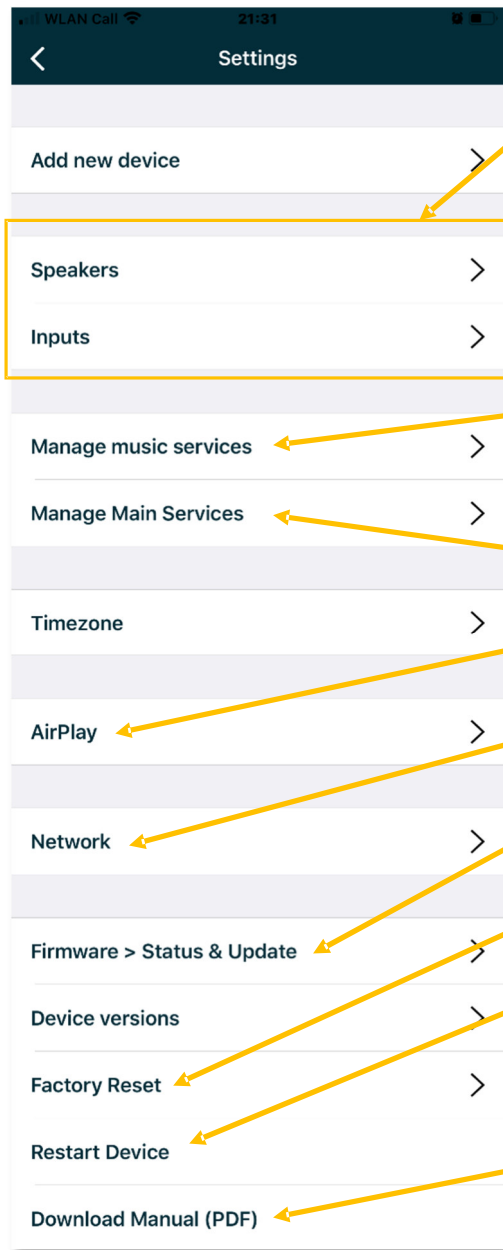 WLAN Call 21:31
Settings
Add new device
Speakers
Inputs
Manage music services
Manage Main Services
Timezone
AirPlay
Network
Firmware > Status & Update
Device versions
Factory Reset
Restart Device
Download Manual (PDF)